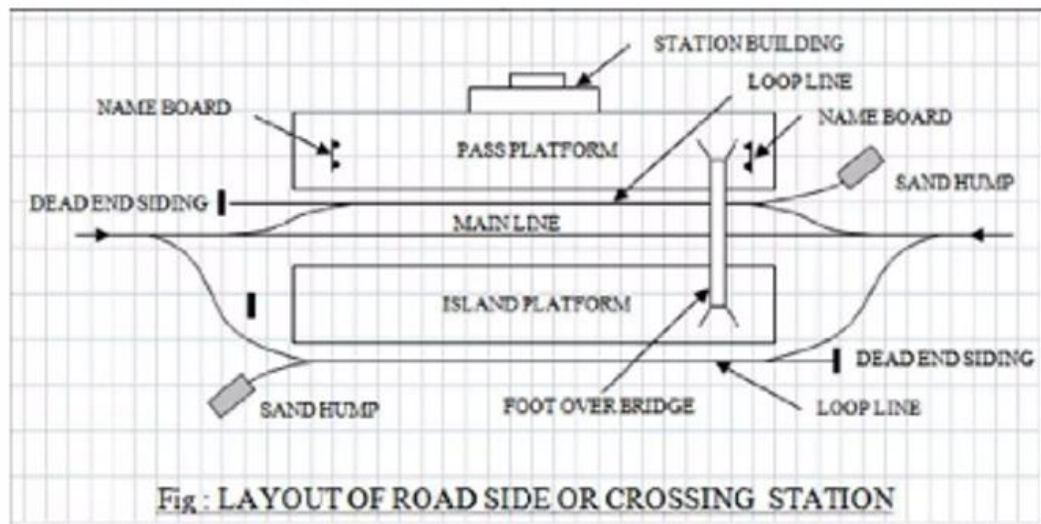 STATION BUILDING
LOOP LINE
NAME BOARD
NAME BOARD
PASS PLATFORM
SAND HUMP
DEAD END SIDING
MAIN LINE
ISLAND PLATFORM
DEAD END SIDING
SAND HUMP
FOOT OVER BRIDGE
LOOP LINE
Fig : LAYOUT OF ROAD SIDE OR CROSSING STATION